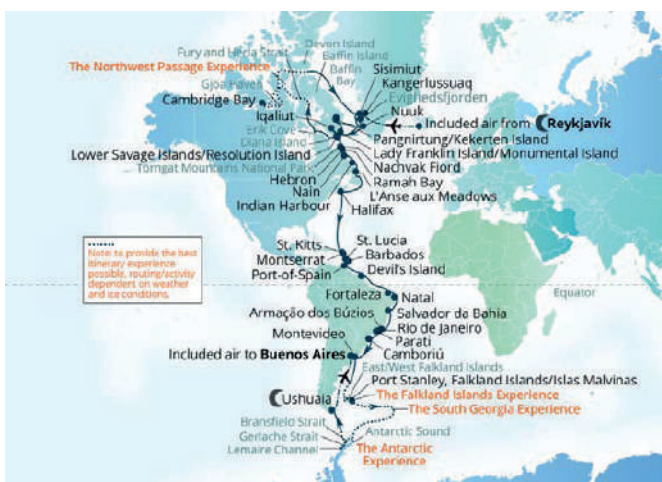 Fury and Hecla Strait
Devon Island
Baffin Island
Baffin
Bay
The Northwest Passage Experience
Gjoa Haven
Cambridge Bay
Iqaliut
Erik Cove
Diana Island
Lower Savage Islands/Resolution Island
Torngat Mountains National Park
Hebron
Nain
Indian Harbour
Sisimiut
Kangerlussuaq
Evighedsfjorden
Nuuk
Included air from Reykjavík
Pangnirtung/Kekerten Island
Lady Franklin Island/Monumental Island
Nachvak Fiord
Ramah Bay
L'Anse aux Meadows
Halifax
Note: to provide the best
itinerary experience
possible, routing/activity
dependent on weather
and ice conditions.
St. Kitts
Montserrat
Port-of-Spain
St. Lucia
Barbados
Devil's Island
Equator
Fortaleza
Natal
Salvador da Bahia
Armação dos Búzios
Rio de Janeiro
Parati
Montevideo
Camboriú
Included air to Buenos Aires
East/West Falkland Islands
Port Stanley, Falkland Islands/Islas Malvinas
The Falkland Islands Experience
The South Georgia Experience
Ushuaia
Bransfield Strait
Gerlache Strait
Lemaire Channel
Antarctic Sound
The Antarctic
Experience